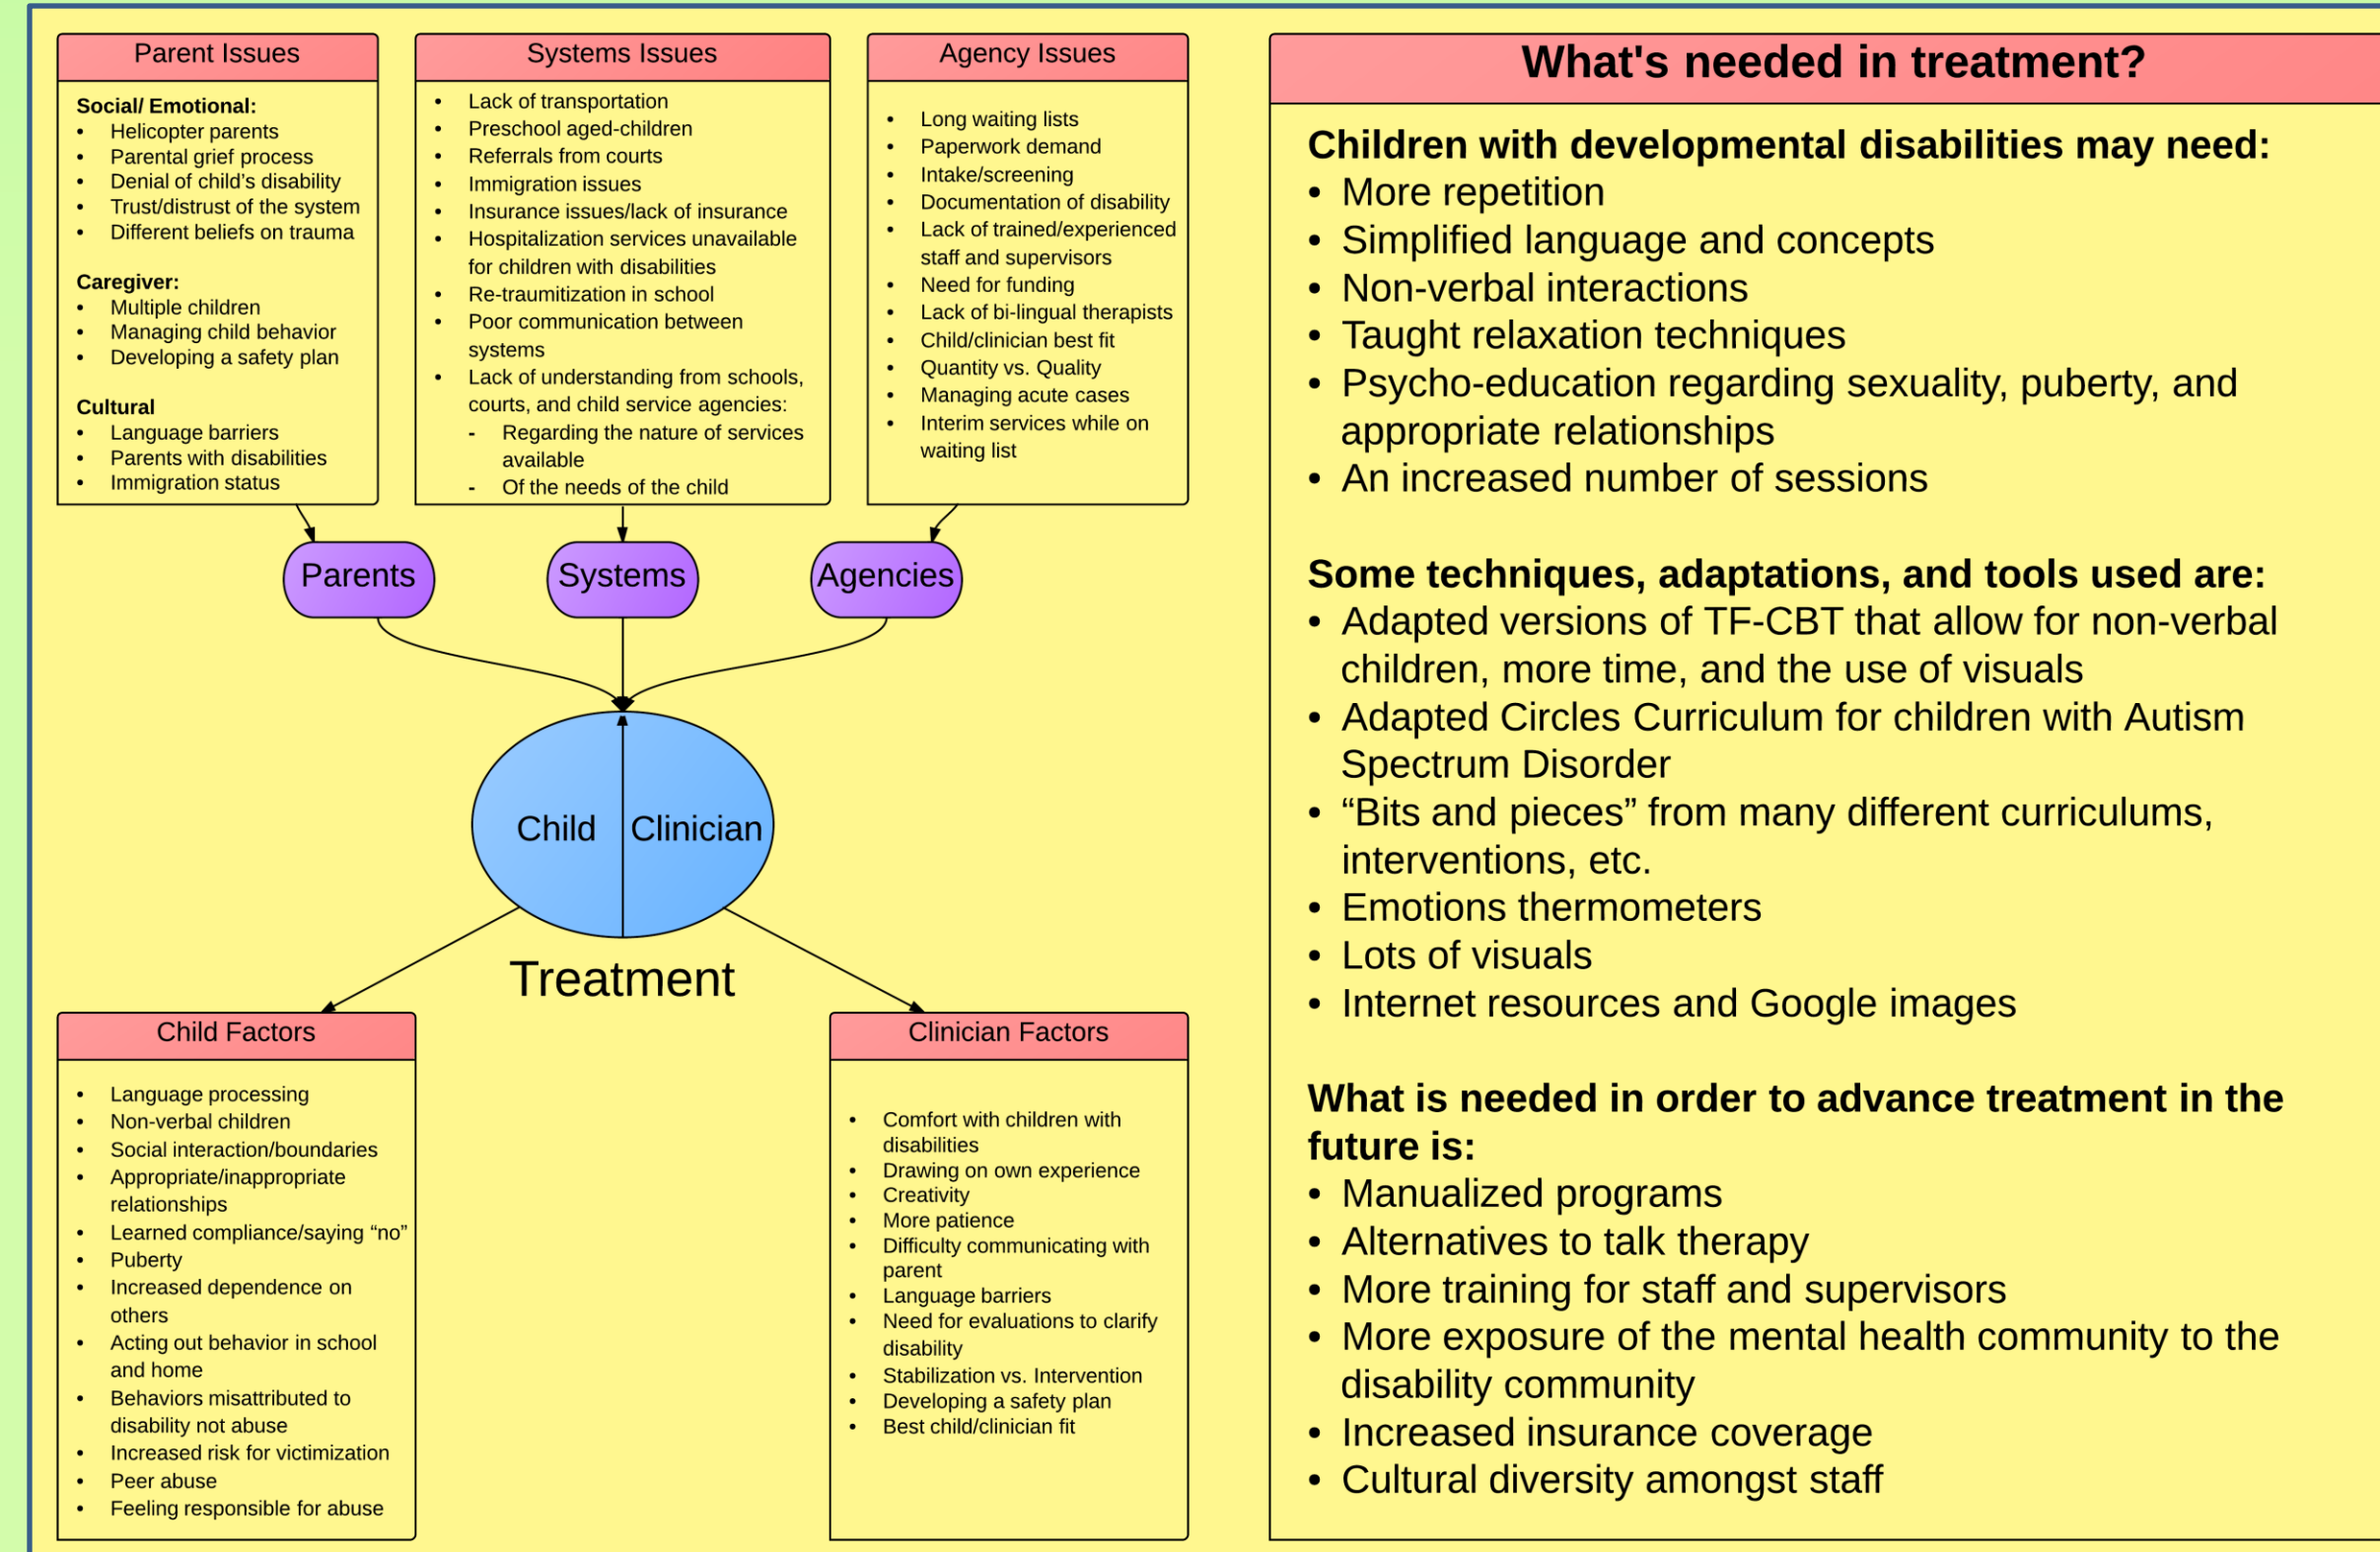 Parent Issues
Social/ Emotional:
• Helicopter parents
• Parental grief process
• Denial of child’s disability
• Trust/distrust of the system
• Different beliefs on trauma
Caregiver:
• Multiple children
• Managing child behavior
• Developing a safety plan
Cultural
• Language barriers
• Parents with disabilities
• Immigration status
Systems Issues
• Lack of transportation
• Preschool aged-children
• Referrals from courts
• Immigration issues
• Insurance issues/lack of insurance
• Hospitalization services unavailable
for children with disabilities
• Re-traumitization in school
• Poor communication between
systems
• Lack of understanding from schools,
courts, and child service agencies:
- Regarding the nature of services
available
- Of the needs of the child
Agency Issues
• Long waiting lists
• Paperwork demand
• Intake/screening
• Documentation of disability
• Lack of trained/experienced
staff and supervisors
• Need for funding
• Lack of bi-lingual therapists
• Child/clinician best fit
• Quantity vs. Quality
• Managing acute cases
• Interim services while on
waiting list
Parents
Systems
Agencies
Child
Clinician
Treatment
Child Factors
• Language processing
• Non-verbal children
• Social interaction/boundaries
• Appropriate/inappropriate
relationships
• Learned compliance/saying “no”
• Puberty
• Increased dependence on
others
• Acting out behavior in school
and home
• Behaviors misattributed to
disability not abuse
• Increased risk for victimization
• Peer abuse
• Feeling responsible for abuse
Clinician Factors
• Comfort with children with
disabilities
• Drawing on own experience
• Creativity
• More patience
• Difficulty communicating with
parent
• Language barriers
• Need for evaluations to clarify
disability
• Stabilization vs. Intervention
• Developing a safety plan
• Best child/clinician fit
What's needed in treatment?
Children with developmental disabilities may need:
• More repetition
• Simplified language and concepts
• Non-verbal interactions
• Taught relaxation techniques
• Psycho-education regarding sexuality, puberty, and
appropriate relationships
• An increased number of sessions
Some techniques, adaptations, and tools used are:
• Adapted versions of TF-CBT that allow for non-verbal
children, more time, and the use of visuals
• Adapted Circles Curriculum for children with Autism
Spectrum Disorder
• “Bits and pieces” from many different curriculums,
interventions, etc.
• Emotions thermometers
• Lots of visuals
• Internet resources and Google images
What is needed in order to advance treatment in the
future is:
• Manualized programs
• Alternatives to talk therapy
• More training for staff and supervisors
• More exposure of the mental health community to the
disability community
• Increased insurance coverage
• Cultural diversity amongst staff